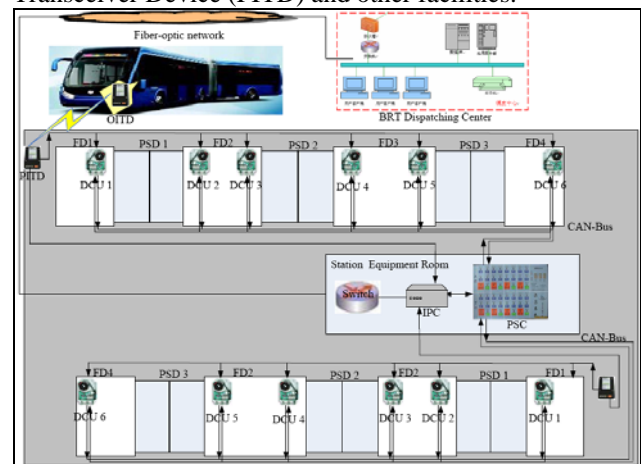 Transceiver Device (PITD) and other facilities.
Fiber-optic network
OITD
BRT Dispatching Center
PITD
FD1 PSD 1 FD2 PSD 2 FD3 PSD 3 FD4
DCU 1 DCU 2 DCU 3 DCU 4 DCU 5 DCU 6
CAN-Bus
Station Equipment Room
Switch
IPC
PSC
CAN-Bus
FD4 PSD 3 FD2 PSD 2 FD2 PSD 1 FD1
DCU 6 DCU 5 DCU 4 DCU 3 DCU 2 DCU 1